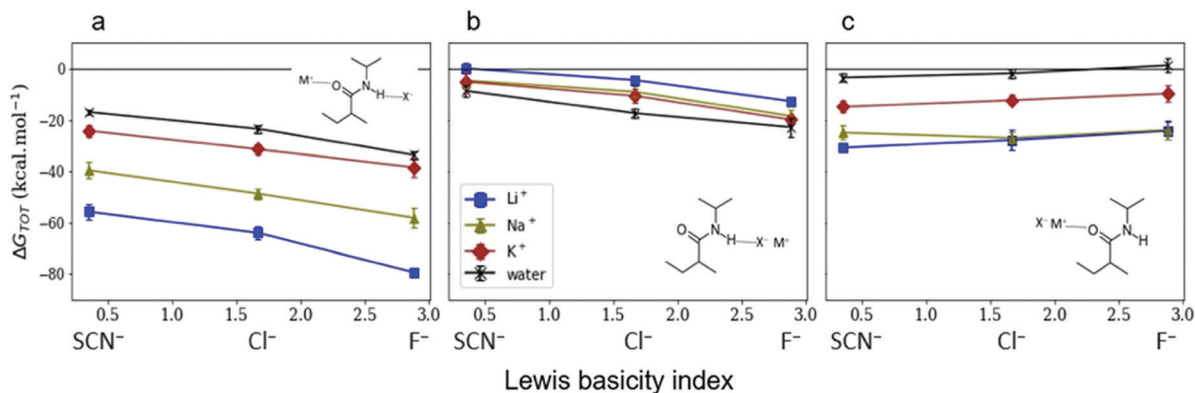 a
b
c
ΔG_TOT (kcal.mol⁻¹)
0
−20
−40
−60
−80
M⁺
O
N
H
X⁻
0.5
1.0
1.5
2.0
2.5
3.0
SCN⁻
Cl⁻
F⁻
Li⁺
Na⁺
K⁺
water
O
N
H
X⁻ M⁺
0.5
1.0
1.5
2.0
2.5
3.0
SCN⁻
Cl⁻
F⁻
X⁻ M⁺
O
N
H
0.5
1.0
1.5
2.0
2.5
3.0
SCN⁻
Cl⁻
F⁻
Lewis basicity index